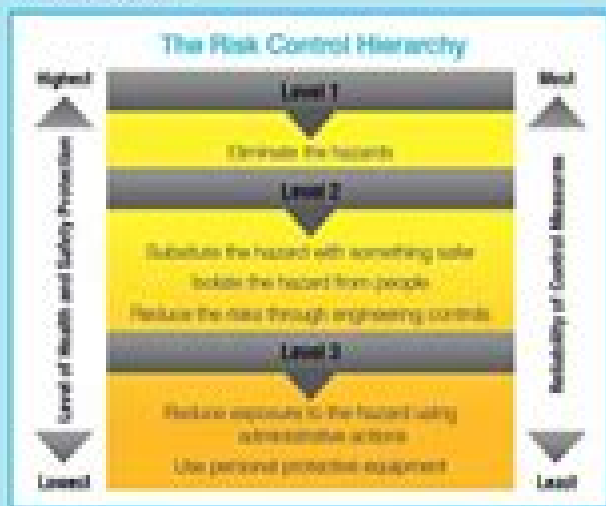 The Risk Control Hierarchy
Highest
Most
Level 1
Eliminate the hazards
Level 2
Substitute the hazard with something safer
Isolate the hazard from people
Reduce the risks through engineering controls
Level 3
Reduce exposure to the hazard using
administrative actions
Use personal protective equipment
Lowest
Least
Level of Health and Safety Protection
Reliability of Control Measures